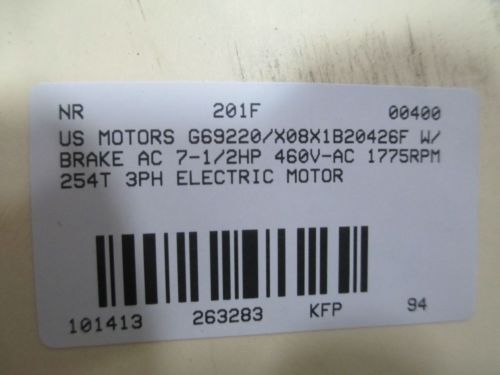 NR 201F 00400
US MOTORS G69220/X08X1B20426F W/
BRAKE AC 7-1/2HP 460V-AC 1775RPM
254T 3PH ELECTRIC MOTOR
101413 263283 KFP 94